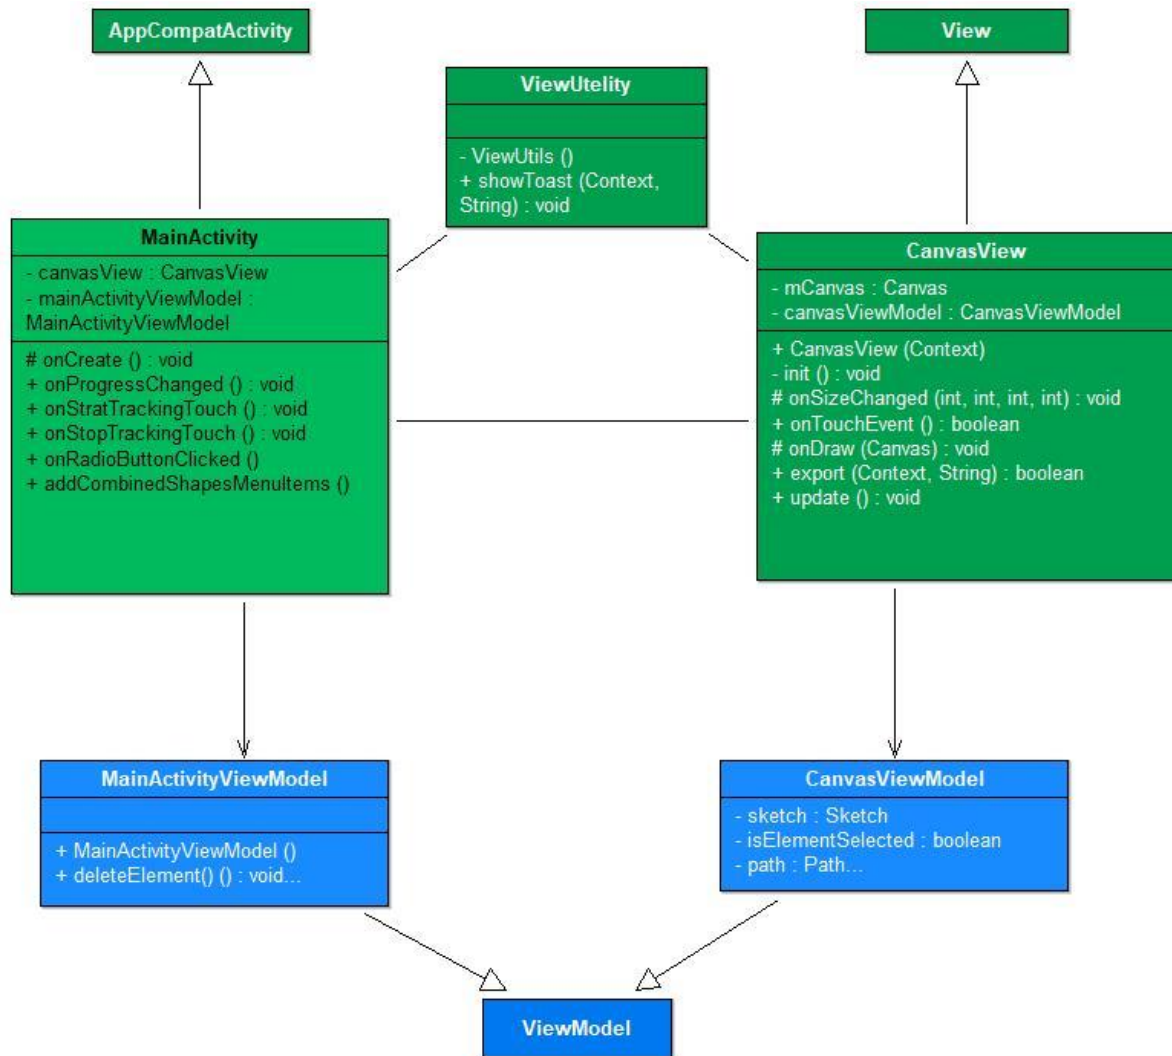 AppCompatActivity
View
ViewUtelity
- ViewUtils ()
+ showToast (Context,
String) : void
MainActivity
- canvasView : CanvasView
- mainActivityViewModel :
MainActivityViewModel
# onCreate () : void
+ onProgressChanged () : void
+ onStratTrackingTouch () : void
+ onStopTrackingTouch () : void
+ onRadioButtonClicked ()
+ addCombinedShapesMenuItems ()
CanvasView
- mCanvas : Canvas
- canvasViewModel : CanvasViewModel
+ CanvasView (Context)
- init () : void
# onSizeChanged (int, int, int, int) : void
+ onTouchEvent () : boolean
# onDraw (Canvas) : void
+ export (Context, String) : boolean
+ update () : void
MainActivityViewModel
+ MainActivityViewModel ()
+ deleteElement() () : void...
CanvasViewModel
- sketch : Sketch
- isElementSelected : boolean
- path : Path...
ViewModel